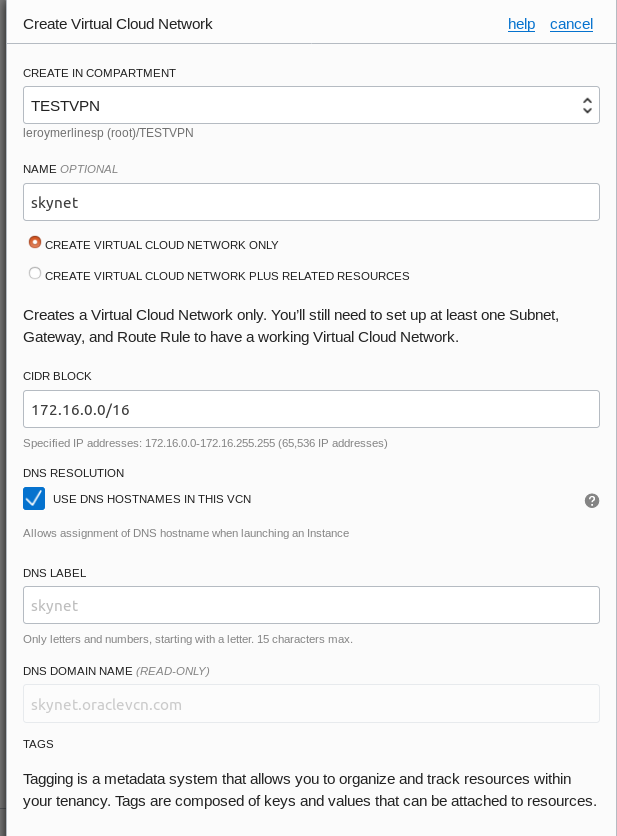 Create Virtual Cloud Network help cancel
CREATE IN COMPARTMENT
TESTVPN
leroymerlinesp (root)/TESTVPN
NAME OPTIONAL
skynet
CREATE VIRTUAL CLOUD NETWORK ONLY
CREATE VIRTUAL CLOUD NETWORK PLUS RELATED RESOURCES
Creates a Virtual Cloud Network only. You’ll still need to set up at least one Subnet,
Gateway, and Route Rule to have a working Virtual Cloud Network.
CIDR BLOCK
172.16.0.0/16
Specified IP addresses: 172.16.0.0-172.16.255.255 (65,536 IP addresses)
DNS RESOLUTION
USE DNS HOSTNAMES IN THIS VCN
Allows assignment of DNS hostname when launching an Instance
DNS LABEL
skynet
Only letters and numbers, starting with a letter. 15 characters max.
DNS DOMAIN NAME (READ-ONLY)
skynet.oraclevcn.com
TAGS
Tagging is a metadata system that allows you to organize and track resources within
your tenancy. Tags are composed of keys and values that can be attached to resources.